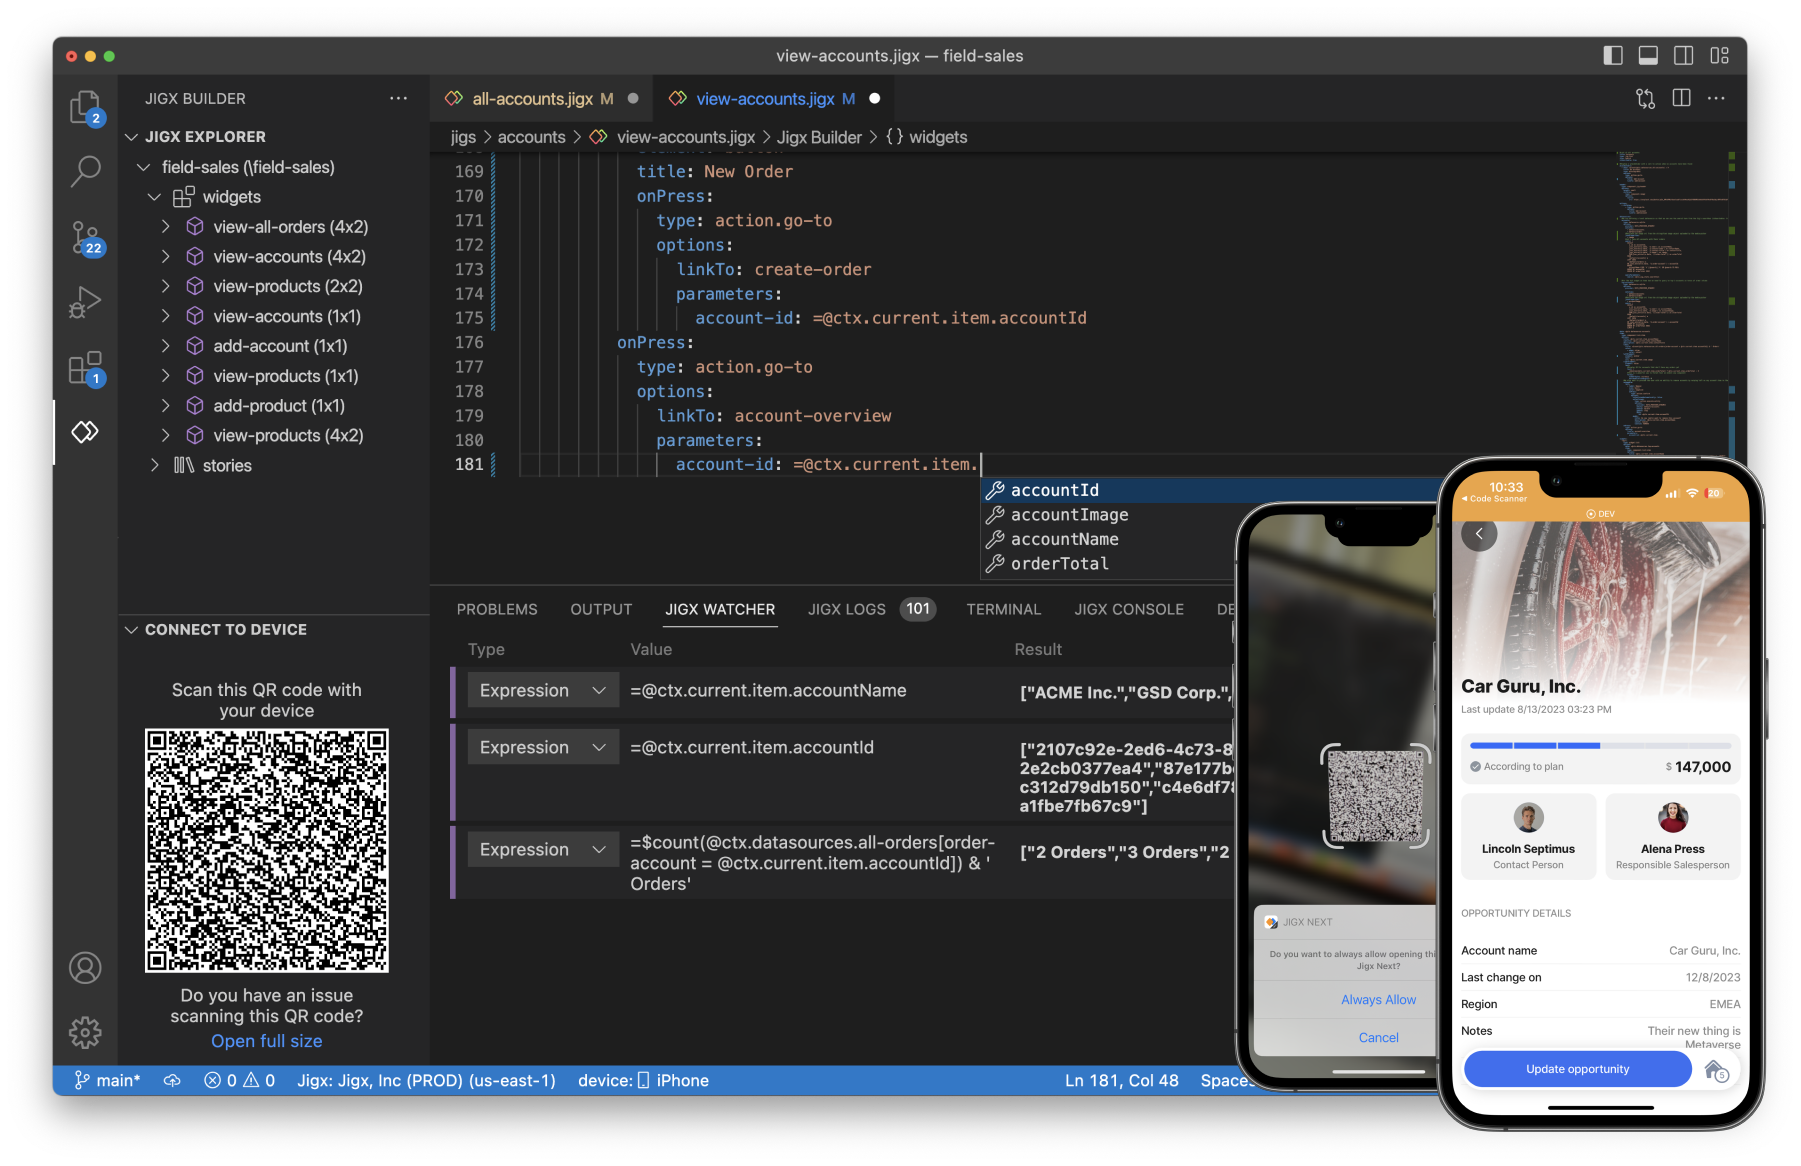 view-accounts.jigx — field-sales
2
22
1
JIGX BUILDER
JIGX EXPLORER
field-sales (\field-sales)
widgets
view-all-orders (4x2)
view-accounts (4x2)
view-products (2x2)
view-accounts (1x1)
add-account (1x1)
view-products (1x1)
add-product (1x1)
view-products (4x2)
stories
CONNECT TO DEVICE
Scan this QR code with
your device
Do you have an issue
scanning this QR code?
Open full size
all-accounts.jigx M
view-accounts.jigx M
jigs > accounts > view-accounts.jigx > Jigx Builder > {} widgets
169 title: New Order
170 onPress:
171 type: action.go-to
172 options:
173 linkTo: create-order
174 parameters:
175 account-id: =@ctx.current.item.accountId
176 onPress:
177 type: action.go-to
178 options:
179 linkTo: account-overview
180 parameters:
181 account-id: =@ctx.current.item.
accountId
accountImage
accountName
orderTotal
PROBLEMS OUTPUT JIGX WATCHER JIGX LOGS 101 TERMINAL JIGX CONSOLE DE
Type Value Result
Expression =@ctx.current.item.accountName ["ACME Inc.","GSD Corp.",
Expression =@ctx.current.item.accountId ["2107c92e-2ed6-4c73-8
2e2cb0377ea4","87e177b
c312d79db150","c4e6df78
a1fbe7fb67c9"]
Expression =$count(@ctx.datasources.all-orders[order-
account = @ctx.current.item.accountId]) & '
Orders'
["2 Orders","3 Orders","2
main* 0 0 Jigx: Jigx, Inc (PROD) (us-east-1) device: iPhone Ln 181, Col 48 Spaces
JIGX NEXT
Do you want to always allow opening thi
Jigx Next?
Always Allow
Cancel
10:33 20
Code Scanner
DEV
Car Guru, Inc.
Last update 8/13/2023 03:23 PM
According to plan $ 147,000
Lincoln Septimus
Contact Person
Alena Press
Responsible Salesperson
OPPORTUNITY DETAILS
Account name Car Guru, Inc.
Last change on 12/8/2023
Region EMEA
Notes Their new thing is
Metaverse
Update opportunity
5